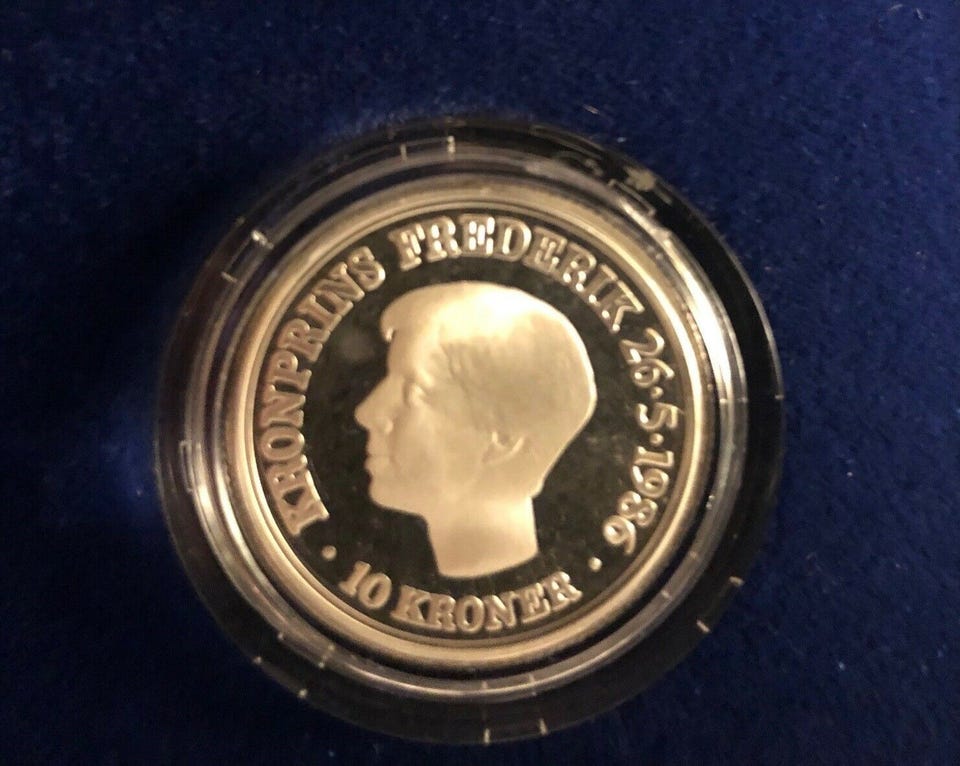 KRONPRINS FREDERIK 26·5·1986
· 10 KRONER ·